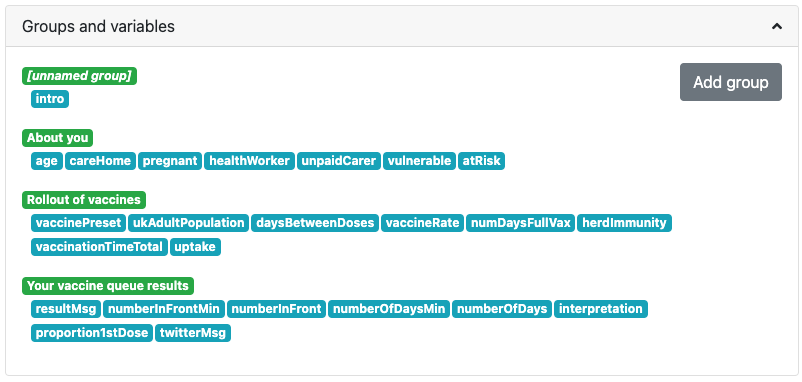 Groups and variables
[unnamed group]
Add group
intro
About you
age careHome pregnant healthWorker unpaidCarer vulnerable atRisk
Rollout of vaccines
vaccinePreset ukAdultPopulation daysBetweenDoses vaccineRate numDaysFullVax herdImmunity
vaccinationTimeTotal uptake
Your vaccine queue results
resultMsg numberInFrontMin numberInFront numberOfDaysMin numberOfDays interpretation
proportion1stDose twitterMsg